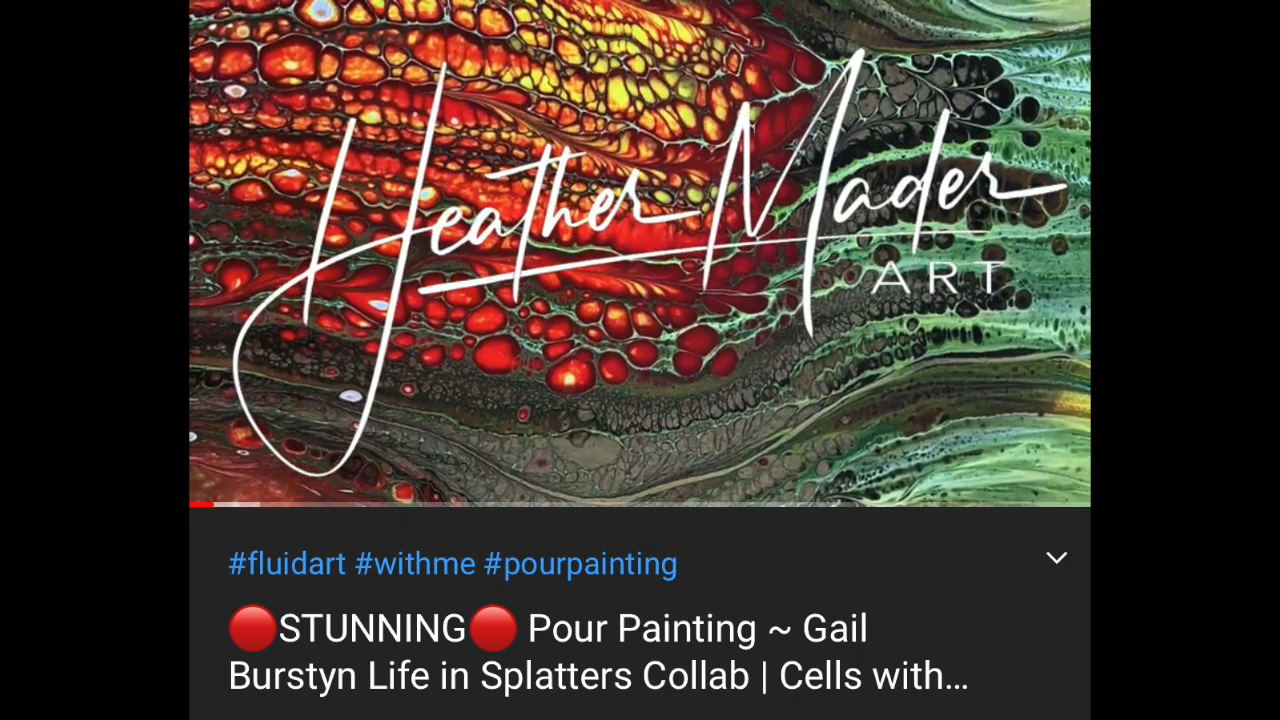 Heather Mader
ART
#fluidart #withme #pourpainting
🔴STUNNING🔴 Pour Painting ~ Gail
Burstyn Life in Splatters Collab | Cells with...